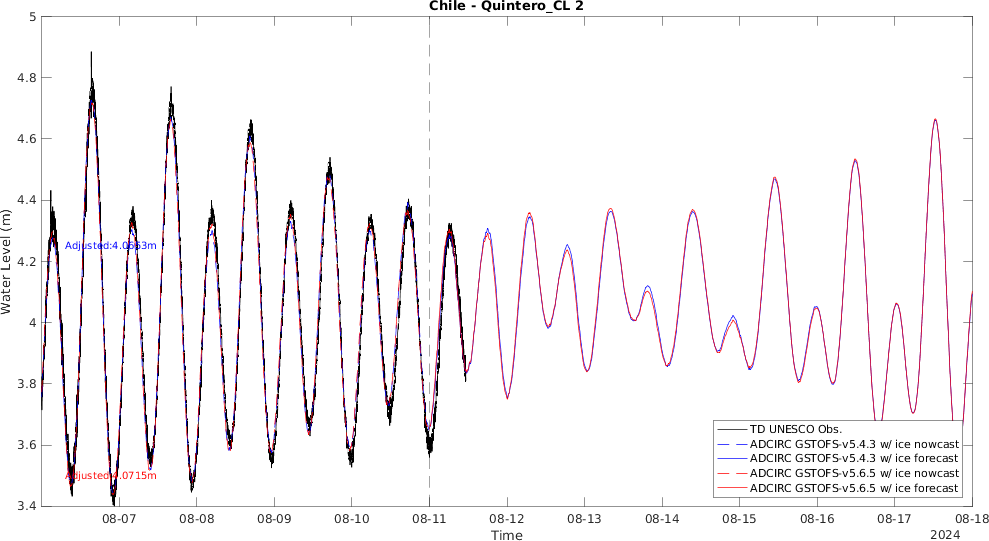 Chile - Quintero_CL 2
5
4.8
4.6
4.4
4.2
4
3.8
3.6
3.4
Water Level (m)
Adjusted:4.0663m
Adjusted:4.0715m
TD UNESCO Obs.
ADCIRC GSTOFS-v5.4.3 w/ ice nowcast
ADCIRC GSTOFS-v5.4.3 w/ ice forecast
ADCIRC GSTOFS-v5.6.5 w/ ice nowcast
ADCIRC GSTOFS-v5.6.5 w/ ice forecast
08-07 08-08 08-09 08-10 08-11 08-12 08-13 08-14 08-15 08-16 08-17 08-18
Time
2024